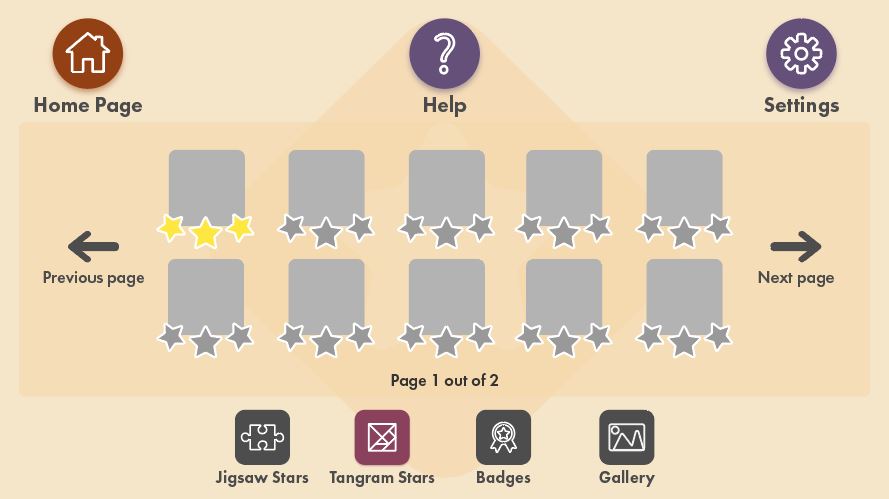 Home Page
Help
Settings
Previous page
Next page
Page 1 out of 2
Jigsaw Stars
Tangram Stars
Badges
Gallery